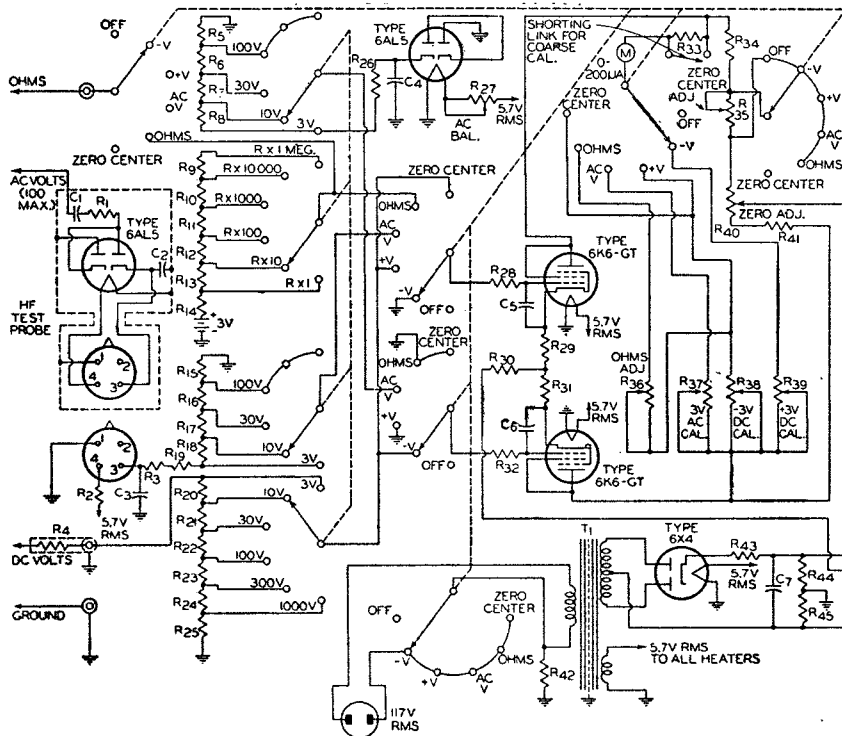 OFF
-V
OHMS
+V
AC
V
R5
R6
R7
R8
100V
30V
10V
3V
OHMS
ZERO CENTER
R26
C4
TYPE
6AL5
R27
5.7V
RMS
AC
BAL.
SHORTING
LINK FOR
COARSE
CAL.
0-
200µA
M
R33
R34
ZERO
CENTER
ADJ.
R
35
OFF
OFF
-V
+V
AC
V
OHMS
ZERO
CENTER
OHMS
AC
V
+V
-V
ZERO CENTER
ZERO ADJ.
R40
R41
AC VOLTS
(100
MAX.)
C1
R1
TYPE
6AL5
C2
HF
TEST
PROBE
1
2
3
4
R9
R10
R11
R12
R13
R14
R x 1 MEG.
R x 10 000
R x 1000
R x 100
R x 10
R x 1
+
-
3V
ZERO CENTER
OHMS
AC
V
+V
-V
OFF
R28
C5
TYPE
6K6-GT
5.7V
RMS
R29
R30
R31
C6
5.7V
RMS
R32
TYPE
6K6-GT
ZERO
CENTER
OHMS
AC
V
+V
-V
OFF
OHMS
ADJ
R36
R37
3V
AC
CAL.
R38
-3V
DC
CAL.
R39
+3V
DC
CAL.
R15
R16
R17
R18
100V
30V
10V
3V
1
2
3
4
R2
5.7V
RMS
C3
R3
R19
R4
DC VOLTS
GROUND
R20
R21
R22
R23
R24
R25
3V
10V
30V
100V
300V
1000V
OFF
-V
+V
AC
V
OHMS
ZERO
CENTER
R42
117V
RMS
T1
TYPE
6X4
R43
5.7V
RMS
C7
R44
R45
5.7V RMS
TO ALL HEATERS